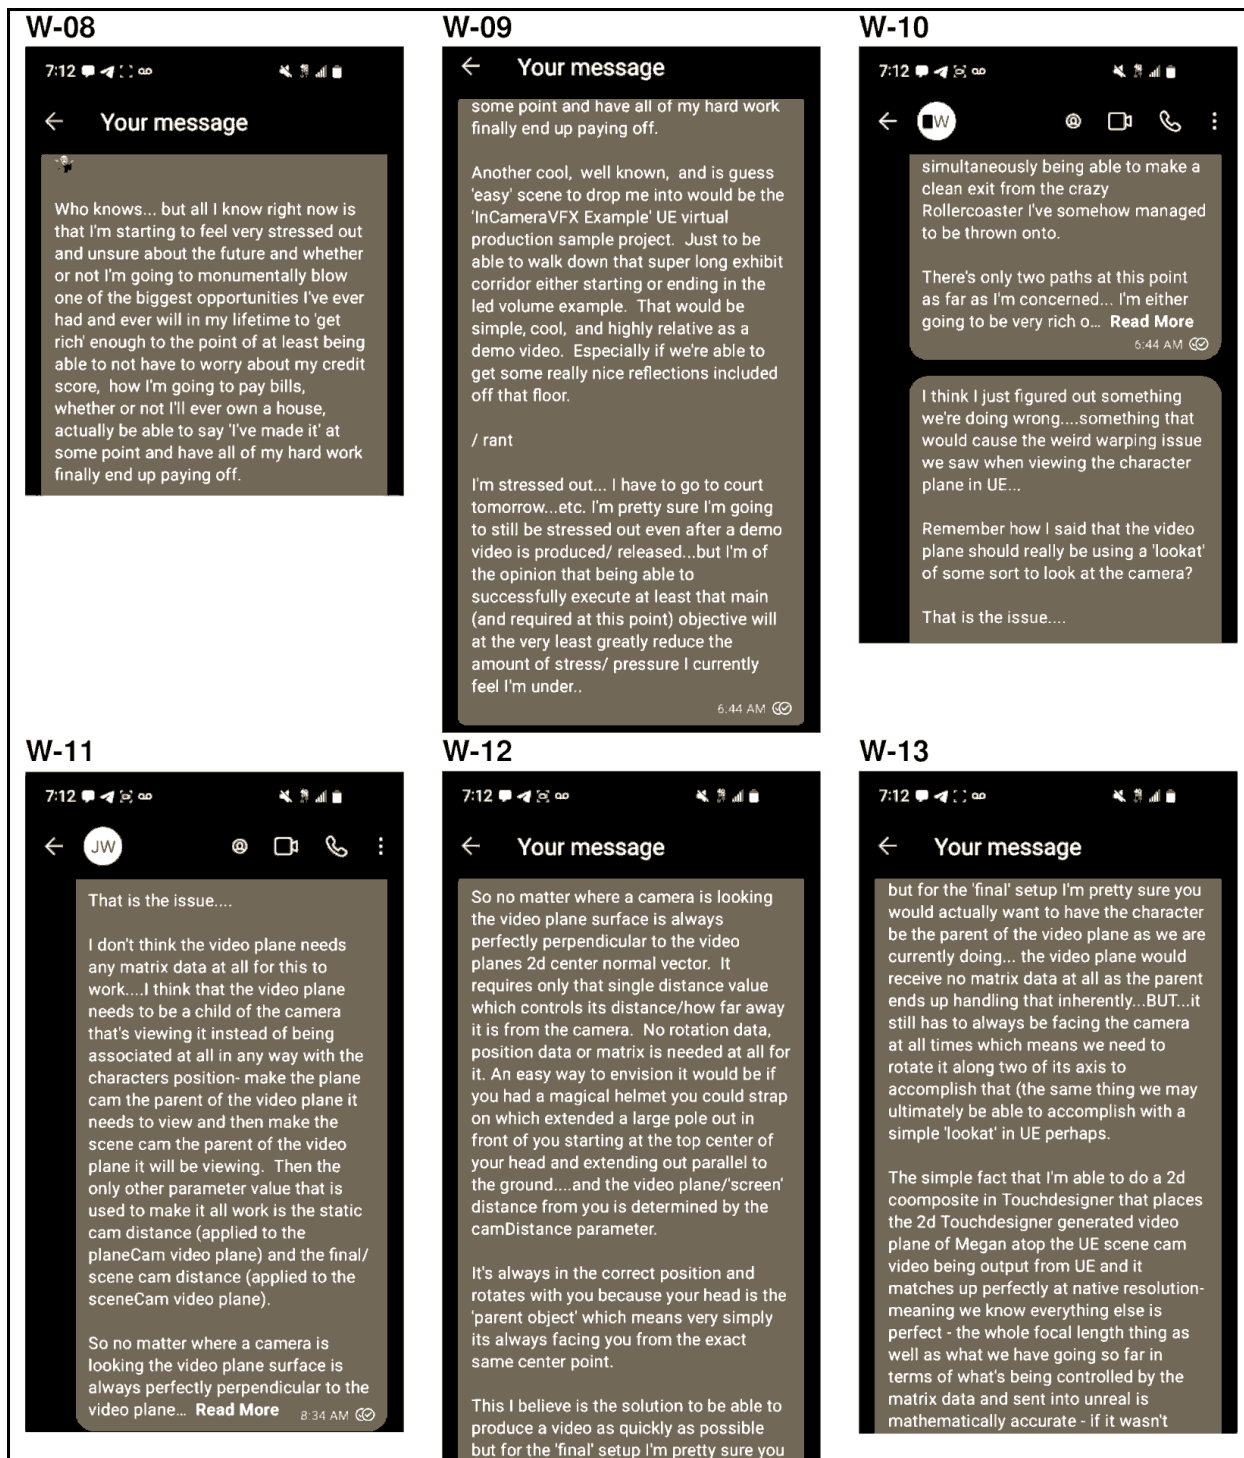 W-08
7:12
Your message
Who knows... but all I know right now is
that I'm starting to feel very stressed out
and unsure about the future and whether
or not I'm going to monumentally blow
one of the biggest opportunities I've ever
had and ever will in my lifetime to 'get
rich' enough to the point of at least being
able to not have to worry about my credit
score, how I'm going to pay bills,
whether or not I'll ever own a house,
actually be able to say 'I've made it' at
some point and have all of my hard work
finally end up paying off.
W-09
Your message
some point and have all of my hard work
finally end up paying off.
Another cool, well known, and is guess
'easy' scene to drop me into would be the
'InCameraVFX Example' UE virtual
production sample project. Just to be
able to walk down that super long exhibit
corridor either starting or ending in the
led volume example. That would be
simple, cool, and highly relative as a
demo video. Especially if we're able to
get some really nice reflections included
off that floor.
/ rant
I'm stressed out... I have to go to court
tomorrow...etc. I'm pretty sure I'm going
to still be stressed out even after a demo
video is produced/ released...but I'm of
the opinion that being able to
successfully execute at least that main
(and required at this point) objective will
at the very least greatly reduce the
amount of stress/ pressure I currently
feel I'm under..
6:44 AM
W-10
7:12
W
simultaneously being able to make a
clean exit from the crazy
Rollercoaster I've somehow managed
to be thrown onto.
There's only two paths at this point
as far as I'm concerned... I'm either
going to be very rich o... Read More
6:44 AM
I think I just figured out something
we're doing wrong....something that
would cause the weird warping issue
we saw when viewing the character
plane in UE...
Remember how I said that the video
plane should really be using a 'lookat'
of some sort to look at the camera?
That is the issue....
W-11
7:12
JW
That is the issue....
I don't think the video plane needs
any matrix data at all for this to
work....I think that the video plane
needs to be a child of the camera
that's viewing it instead of being
associated at all in any way with the
characters position- make the plane
cam the parent of the video plane it
needs to view and then make the
scene cam the parent of the video
plane it will be viewing. Then the
only other parameter value that is
used to make it all work is the static
cam distance (applied to the
planeCam video plane) and the final/
scene cam distance (applied to the
sceneCam video plane).
So no matter where a camera is
looking the video plane surface is
always perfectly perpendicular to the
video plane... Read More
8:34 AM
W-12
7:12
Your message
So no matter where a camera is looking
the video plane surface is always
perfectly perpendicular to the video
planes 2d center normal vector. It
requires only that single distance value
which controls its distance/how far away
it is from the camera. No rotation data,
position data or matrix is needed at all for
it. An easy way to envision it would be if
you had a magical helmet you could strap
on which extended a large pole out in
front of you starting at the top center of
your head and extending out parallel to
the ground....and the video plane/'screen'
distance from you is determined by the
camDistance parameter.
It's always in the correct position and
rotates with you because your head is the
'parent object' which means very simply
its always facing you from the exact
same center point.
This I believe is the solution to be able to
produce a video as quickly as possible
but for the 'final' setup I'm pretty sure you
W-13
7:12
Your message
but for the 'final' setup I'm pretty sure you
would actually want to have the character
be the parent of the video plane as we are
currently doing... the video plane would
receive no matrix data at all as the parent
ends up handling that inherently...BUT...it
still has to always be facing the camera
at all times which means we need to
rotate it along two of its axis to
accomplish that (the same thing we may
ultimately be able to accomplish with a
simple 'lookat' in UE perhaps.
The simple fact that I'm able to do a 2d
coomposite in Touchdesigner that places
the 2d Touchdesigner generated video
plane of Megan atop the UE scene cam
video being output from UE and it
matches up perfectly at native resolution-
meaning we know everything else is
perfect - the whole focal length thing as
well as what we have going so far in
terms of what's being controlled by the
matrix data and sent into unreal is
mathematically accurate - if it wasn't